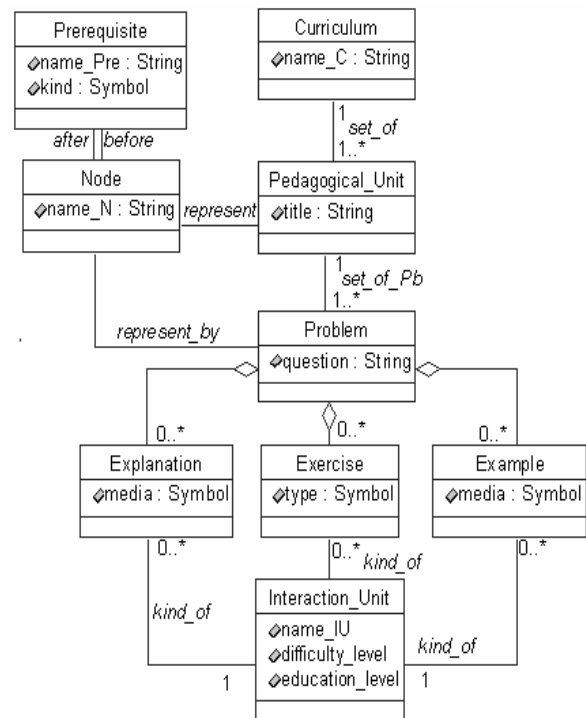 Prerequisite
name_Pre : String
kind : Symbol
Curriculum
name_C : String
after before
1
set_of
1..*
Node
name_N : String
represent
Pedagogical_Unit
title : String
1
set_of_Pb
1..*
represent_by
Problem
question : String
0..*
0..*
0..*
Explanation
media : Symbol
Exercise
type : Symbol
Example
media : Symbol
0..*
0..*
0..*
kind_of
kind_of
kind_of
Interaction_Unit
name_IU
difficulty_level
education_level
1
1